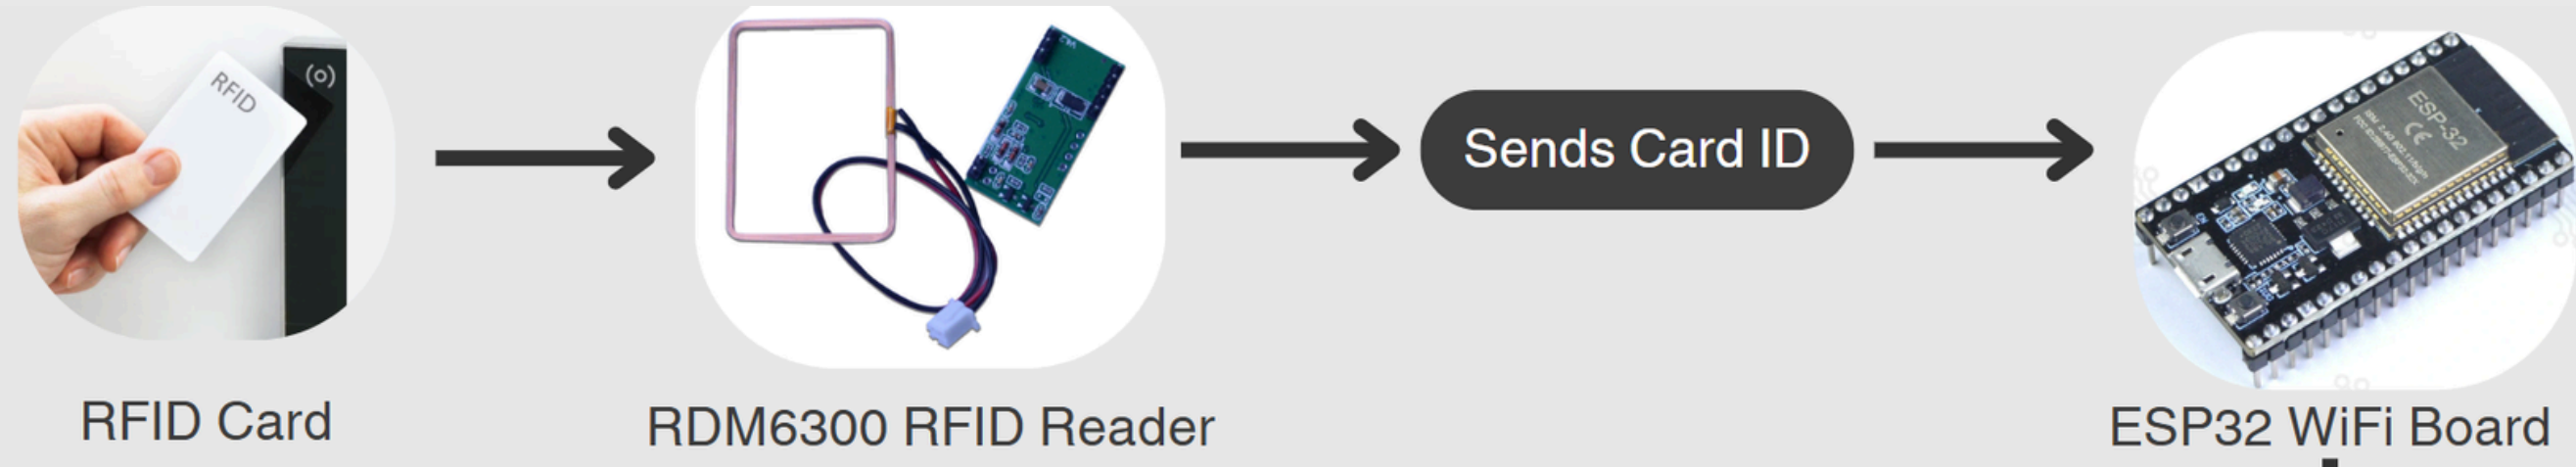 RFID
Sends Card ID
ESP-32
RFID Card
RDM6300 RFID Reader
ESP32 WiFi Board